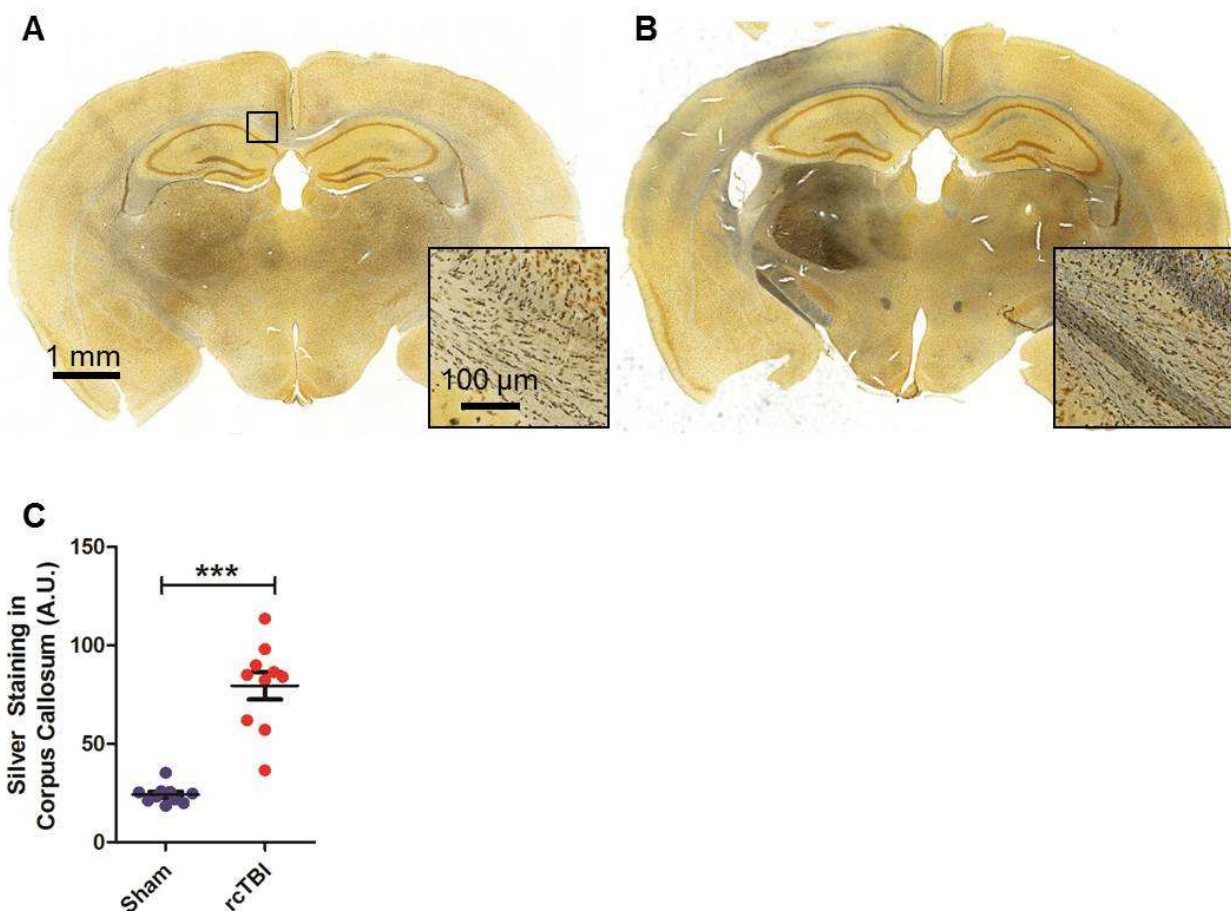 A
B
1 mm
100 µm
C
Silver Staining in
Corpus Callosum (A.U.)
150
100
50
0
***
Sham
rcTBI